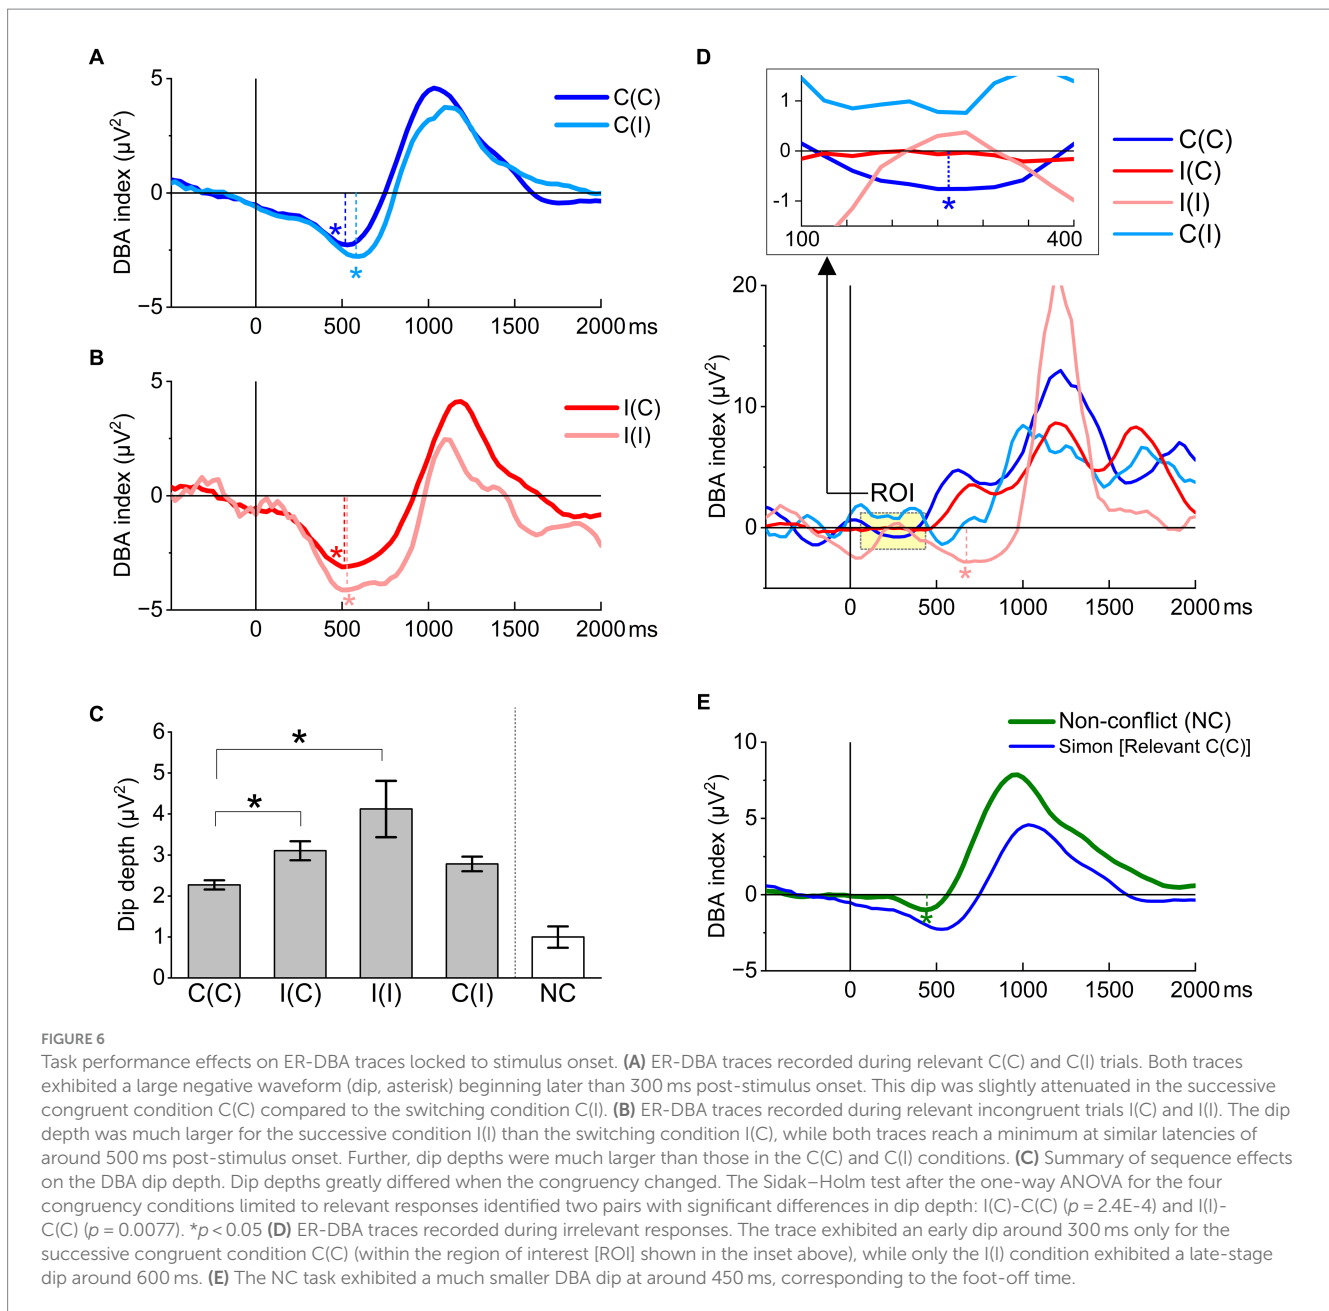 A
5
0
−5
DBA index (µV²)
C(C)
C(I)
*
*
0 500 1000 1500 2000 ms
B
5
0
−5
DBA index (µV²)
I(C)
I(I)
*
*
0 500 1000 1500 2000 ms
C
6
5
4
3
2
1
0
Dip depth (µV²)
*
*
C(C) I(C) I(I) C(I) NC
D
1
0
-1
*
100 400
C(C)
I(C)
I(I)
C(I)
20
10
0
DBA index (µV²)
ROI
*
0 500 1000 1500 2000 ms
E
Non-conflict (NC)
Simon [Relevant C(C)]
10
5
0
−5
DBA index (µV²)
*
0 500 1000 1500 2000 ms
FIGURE 6
Task performance effects on ER-DBA traces locked to stimulus onset. (A) ER-DBA traces recorded during relevant C(C) and C(I) trials. Both traces
exhibited a large negative waveform (dip, asterisk) beginning later than 300 ms post-stimulus onset. This dip was slightly attenuated in the successive
congruent condition C(C) compared to the switching condition C(I). (B) ER-DBA traces recorded during relevant incongruent trials I(C) and I(I). The dip
depth was much larger for the successive condition I(I) than the switching condition I(C), while both traces reach a minimum at similar latencies of
around 500 ms post-stimulus onset. Further, dip depths were much larger than those in the C(C) and C(I) conditions. (C) Summary of sequence effects
on the DBA dip depth. Dip depths greatly differed when the congruency changed. The Sidak–Holm test after the one-way ANOVA for the four
congruency conditions limited to relevant responses identified two pairs with significant differences in dip depth: I(C)-C(C) (p = 2.4E-4) and I(I)-
C(C) (p = 0.0077). *p < 0.05 (D) ER-DBA traces recorded during irrelevant responses. The trace exhibited an early dip around 300 ms only for the
successive congruent condition C(C) (within the region of interest [ROI] shown in the inset above), while only the I(I) condition exhibited a late-stage
dip around 600 ms. (E) The NC task exhibited a much smaller DBA dip at around 450 ms, corresponding to the foot-off time.